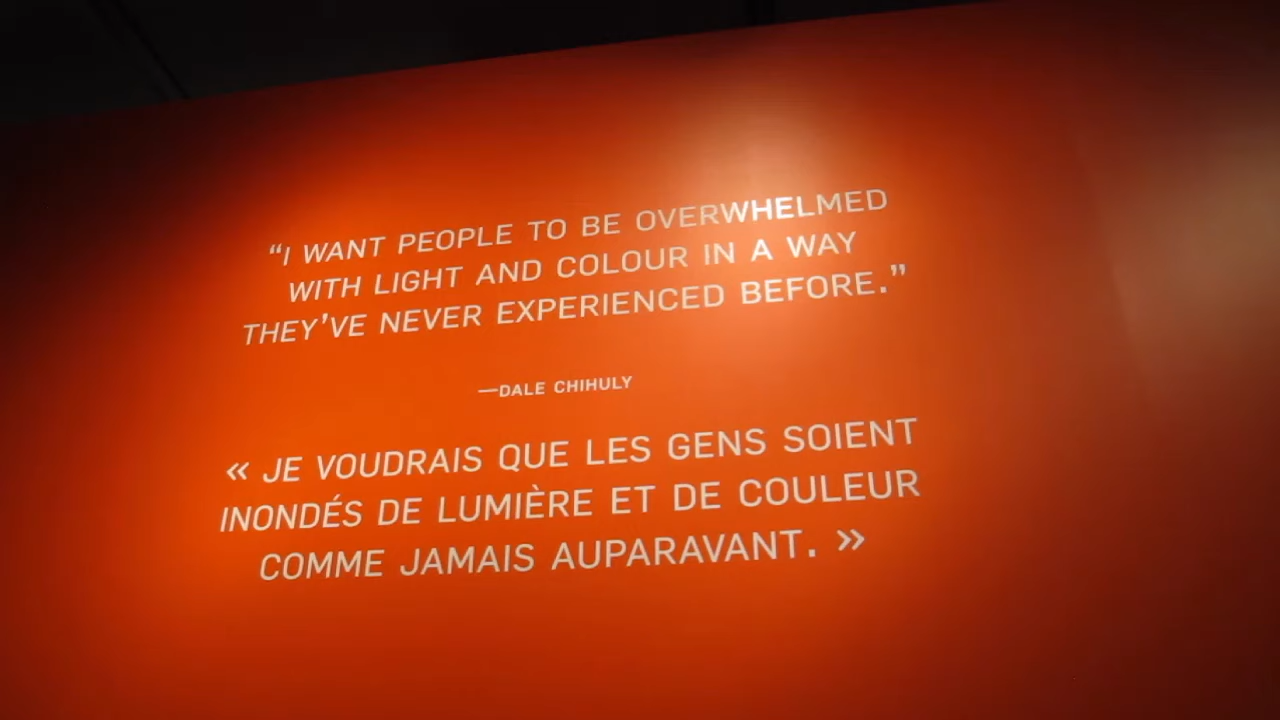 “I WANT PEOPLE TO BE OVERWHELMED
WITH LIGHT AND COLOUR IN A WAY
THEY’VE NEVER EXPERIENCED BEFORE.”
—DALE CHIHULY
« JE VOUDRAIS QUE LES GENS SOIENT
INONDÉS DE LUMIÈRE ET DE COULEUR
COMME JAMAIS AUPARAVANT. »